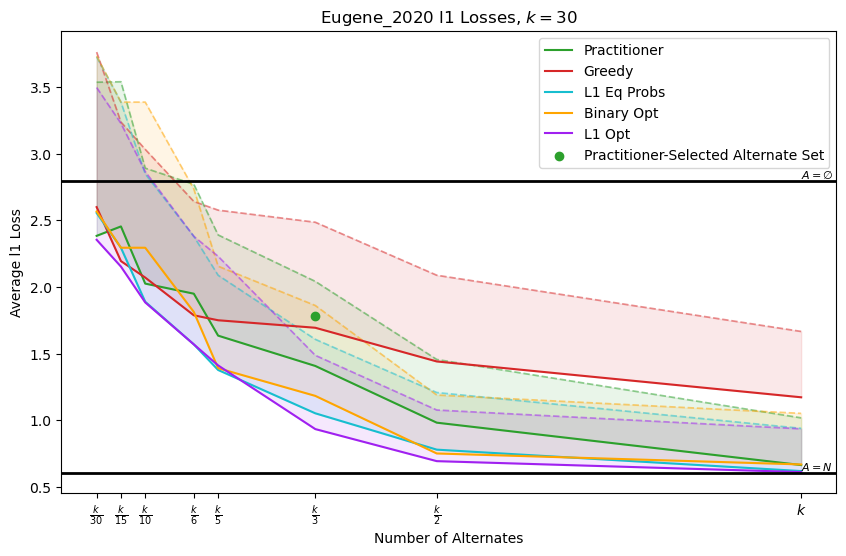 Eugene_2020 l1 Losses, k = 30
Practitioner
Greedy
L1 Eq Probs
Binary Opt
L1 Opt
Practitioner-Selected Alternate Set
A = ∅
A = N
3.5
3.0
2.5
2.0
1.5
1.0
0.5
Average l1 Loss
k/30 k/15 k/10 k/6 k/5 k/3 k/2 k
Number of Alternates